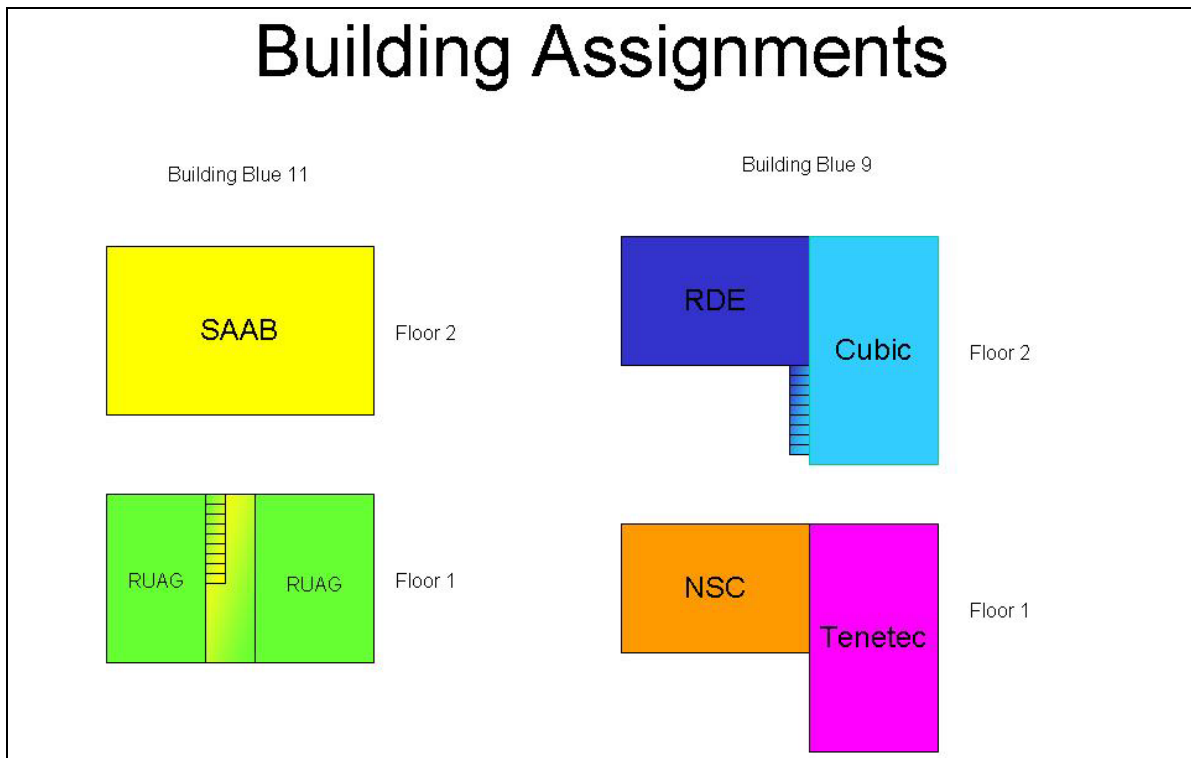 Building Assignments
Building Blue 11
Building Blue 9
SAAB
Floor 2
RDE
Cubic
Floor 2
RUAG
RUAG
Floor 1
NSC
Tenetec
Floor 1